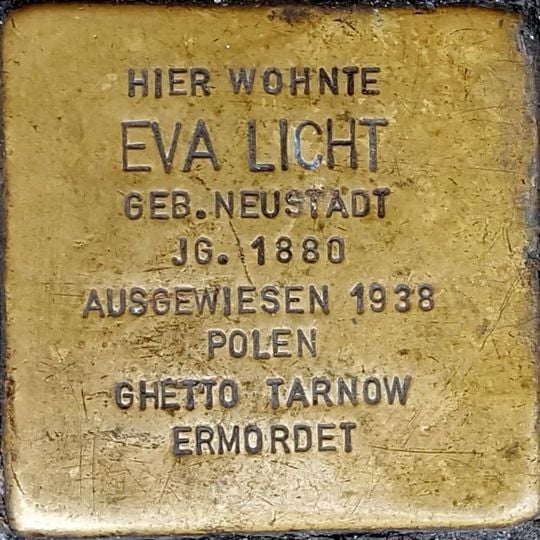 HIER WOHNTE
EVA LICHT
GEB. NEUSTADT
JG. 1880
AUSGEWIESEN 1938
POLEN
GHETTO TARNOW
ERMORDET